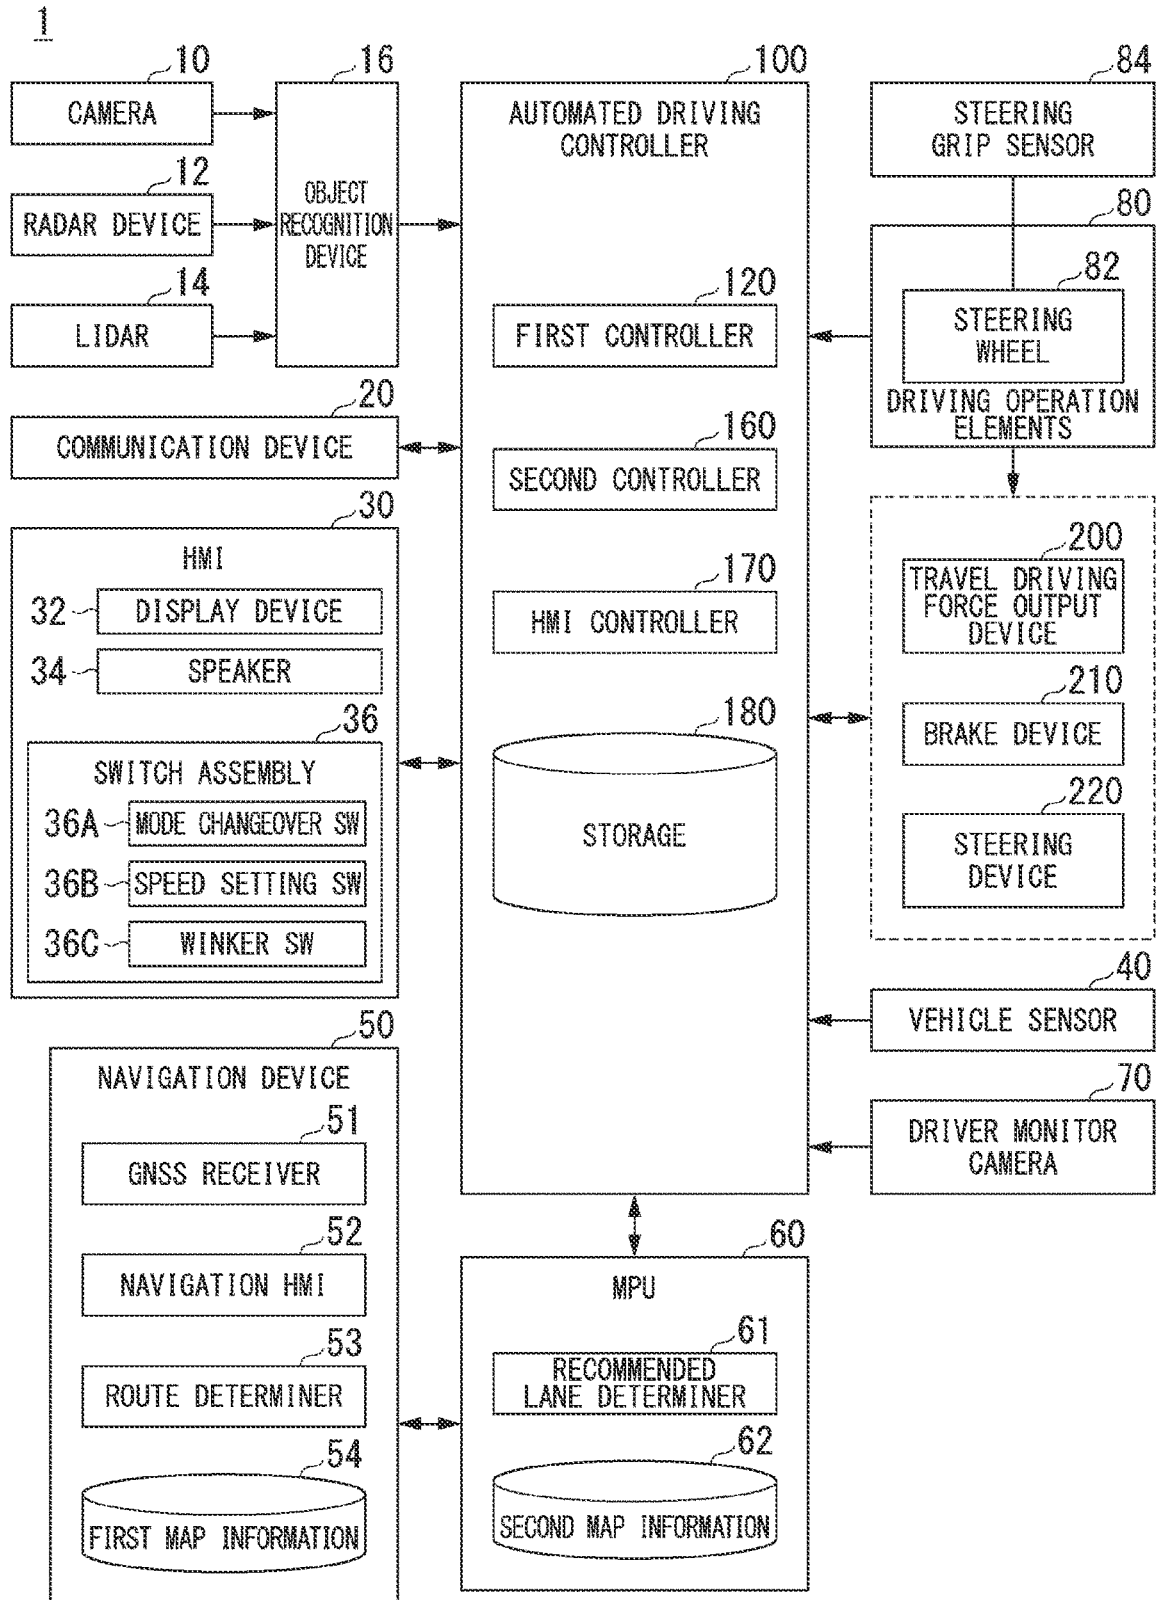 1
10
CAMERA
12
RADAR DEVICE
14
LIDAR
16
OBJECT
RECOGNITION
DEVICE
20
COMMUNICATION DEVICE
30
HMI
32
DISPLAY DEVICE
34
SPEAKER
36
SWITCH ASSEMBLY
36A
MODE CHANGEOVER SW
36B
SPEED SETTING SW
36C
WINKER SW
50
NAVIGATION DEVICE
51
GNSS RECEIVER
52
NAVIGATION HMI
53
ROUTE DETERMINER
54
FIRST MAP INFORMATION
100
AUTOMATED DRIVING
CONTROLLER
120
FIRST CONTROLLER
160
SECOND CONTROLLER
170
HMI CONTROLLER
180
STORAGE
60
MPU
61
RECOMMENDED
LANE DETERMINER
62
SECOND MAP INFORMATION
84
STEERING
GRIP SENSOR
80
82
STEERING
WHEEL
DRIVING OPERATION
ELEMENTS
200
TRAVEL DRIVING
FORCE OUTPUT
DEVICE
210
BRAKE DEVICE
220
STEERING
DEVICE
40
VEHICLE SENSOR
70
DRIVER MONITOR
CAMERA